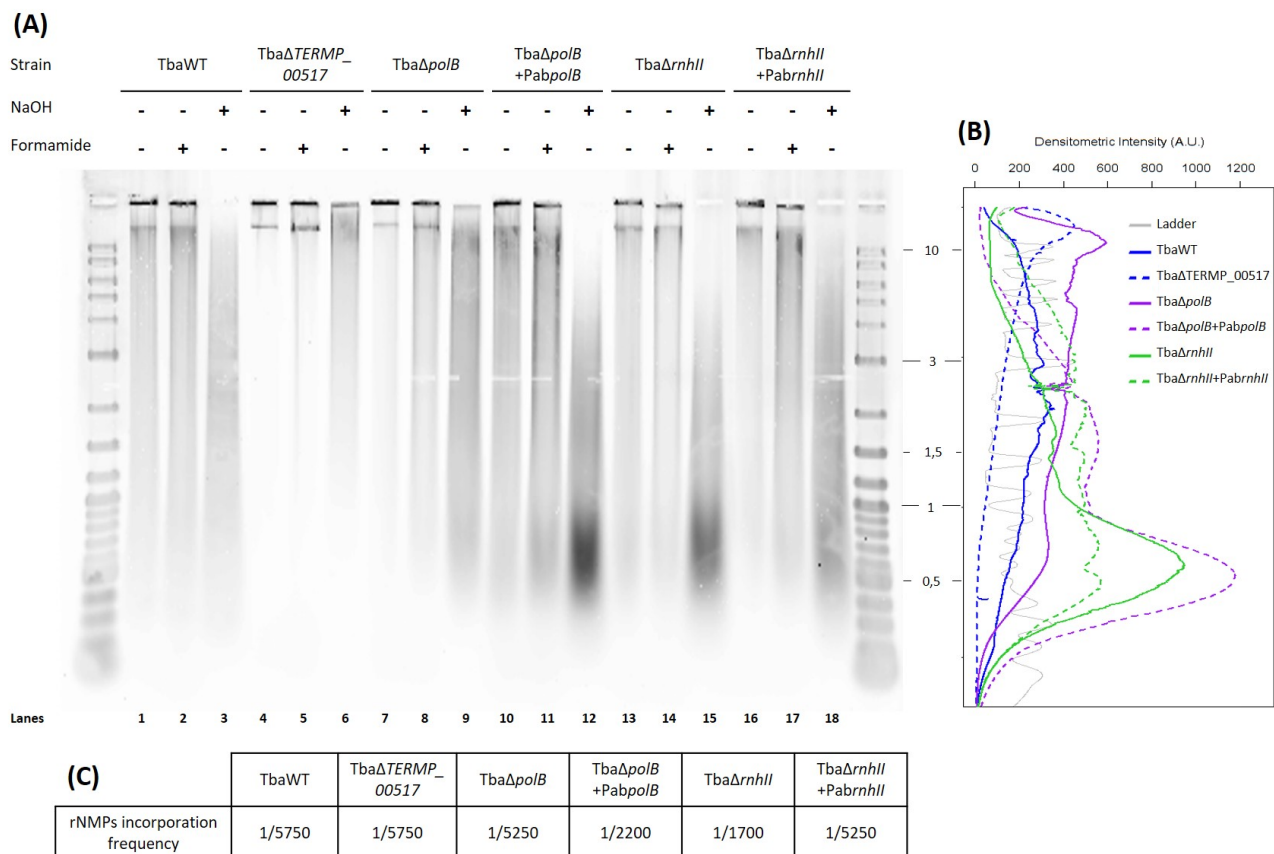 (A)
Strain
TbaWT
TbaΔTERMP_
00517
TbaΔpolB
TbaΔpolB
+PabpolB
TbaΔrnhII
TbaΔrnhII
+PabrnhII
NaOH
- - + - - + - - + - - + - - + - - +
Formamide
- + - - + - - + - - + - - + - - + -
10
3
1,5
1
0,5
Lanes 1 2 3 4 5 6 7 8 9 10 11 12 13 14 15 16 17 18
(B)
Densitometric Intensity (A.U.)
0 200 400 600 800 1000 1200
Ladder
TbaWT
TbaΔTERMP_00517
TbaΔpolB
TbaΔpolB+PabpolB
TbaΔrnhII
TbaΔrnhII+PabrnhII
(C)
TbaWT
TbaΔTERMP_
00517
TbaΔpolB
TbaΔpolB
+PabpolB
TbaΔrnhII
TbaΔrnhII
+PabrnhII
rNMPs incorporation
frequency
1/5750 1/5750 1/5250 1/2200 1/1700 1/5250